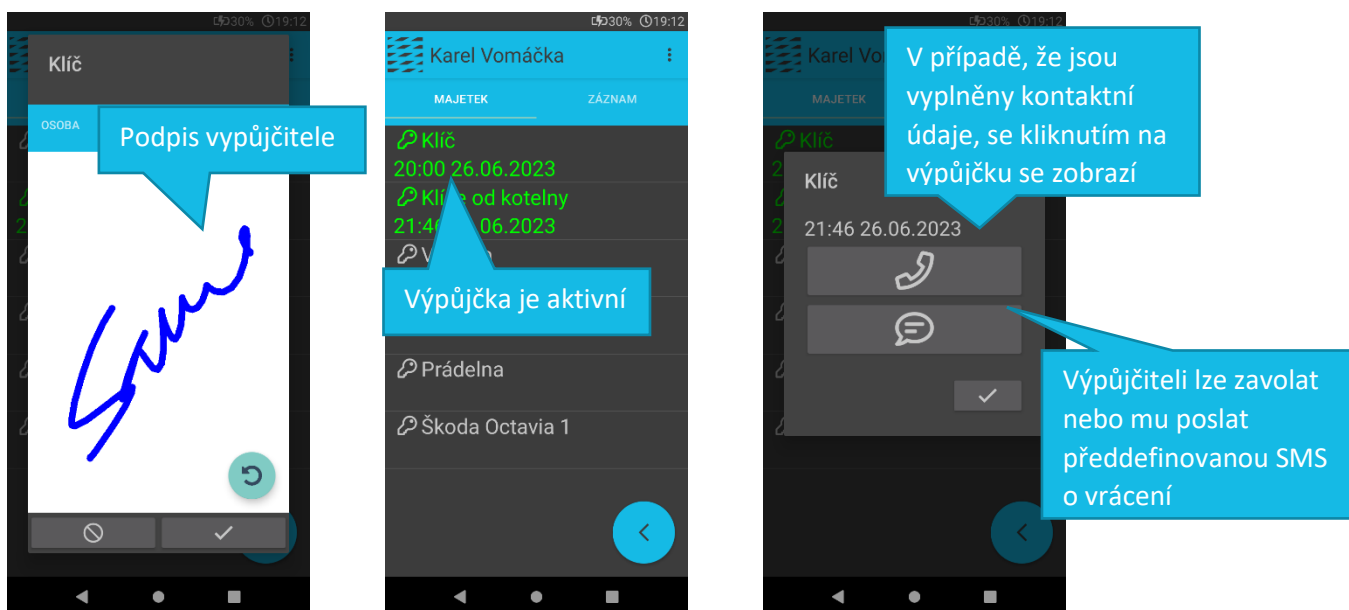 30% 19:12
Klíč
OSOBA
Podpis vypůjčitele
30% 19:12
Karel Vomáčka
MAJETEK ZÁZNAM
Klíč
20:00 26.06.2023
od kotelny
06.2023
Výpůjčka je aktivní
Prádelna
Škoda Octavia 1
30% 19:12
Karel
MAJETEK
Klíč
V případě, že jsou
vyplněny kontaktní
údaje, se kliknutím na
výpůjčku se zobrazí
Klíč
21:46 26.06.2023
Výpůjčiteli lze zavolat
nebo mu poslat
předdefinovanou SMS
o vrácení